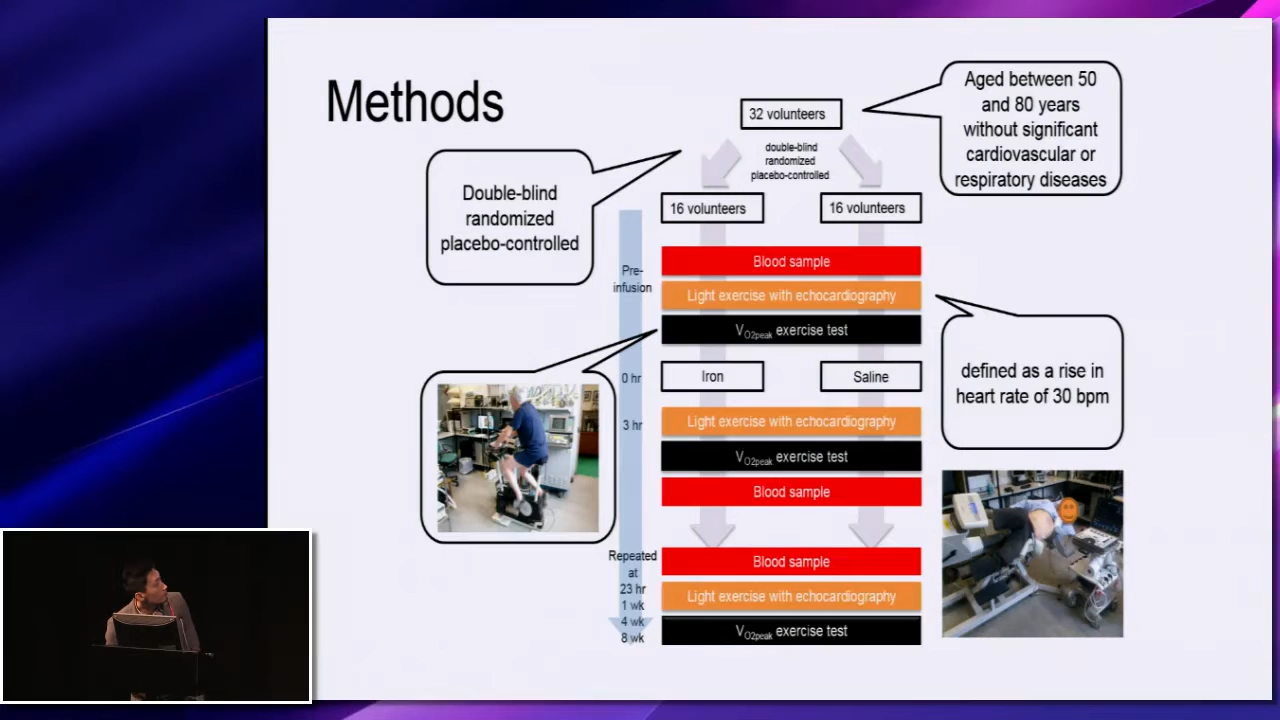 Methods
32 volunteers
Aged between 50
and 80 years
without significant
cardiovascular or
respiratory diseases
double-blind
randomized
placebo-controlled
Double-blind
randomized
placebo-controlled
16 volunteers
16 volunteers
Pre-
infusion
Blood sample
Light exercise with echocardiography
VO2peak exercise test
defined as a rise in
heart rate of 30 bpm
0 hr
Iron
Saline
3 hr
Light exercise with echocardiography
VO2peak exercise test
Blood sample
Repeated
at
23 hr
1 wk
4 wk
8 wk
Blood sample
Light exercise with echocardiography
VO2peak exercise test